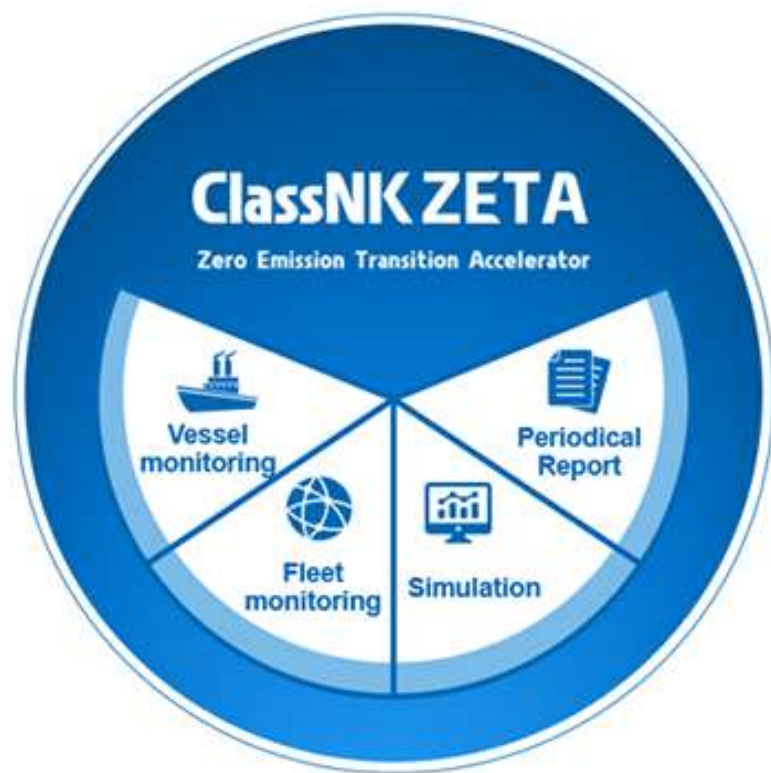 ClassNK ZETA
Zero Emission Transition Accelerator
Vessel
monitoring
Fleet
monitoring
Simulation
Periodical
Report